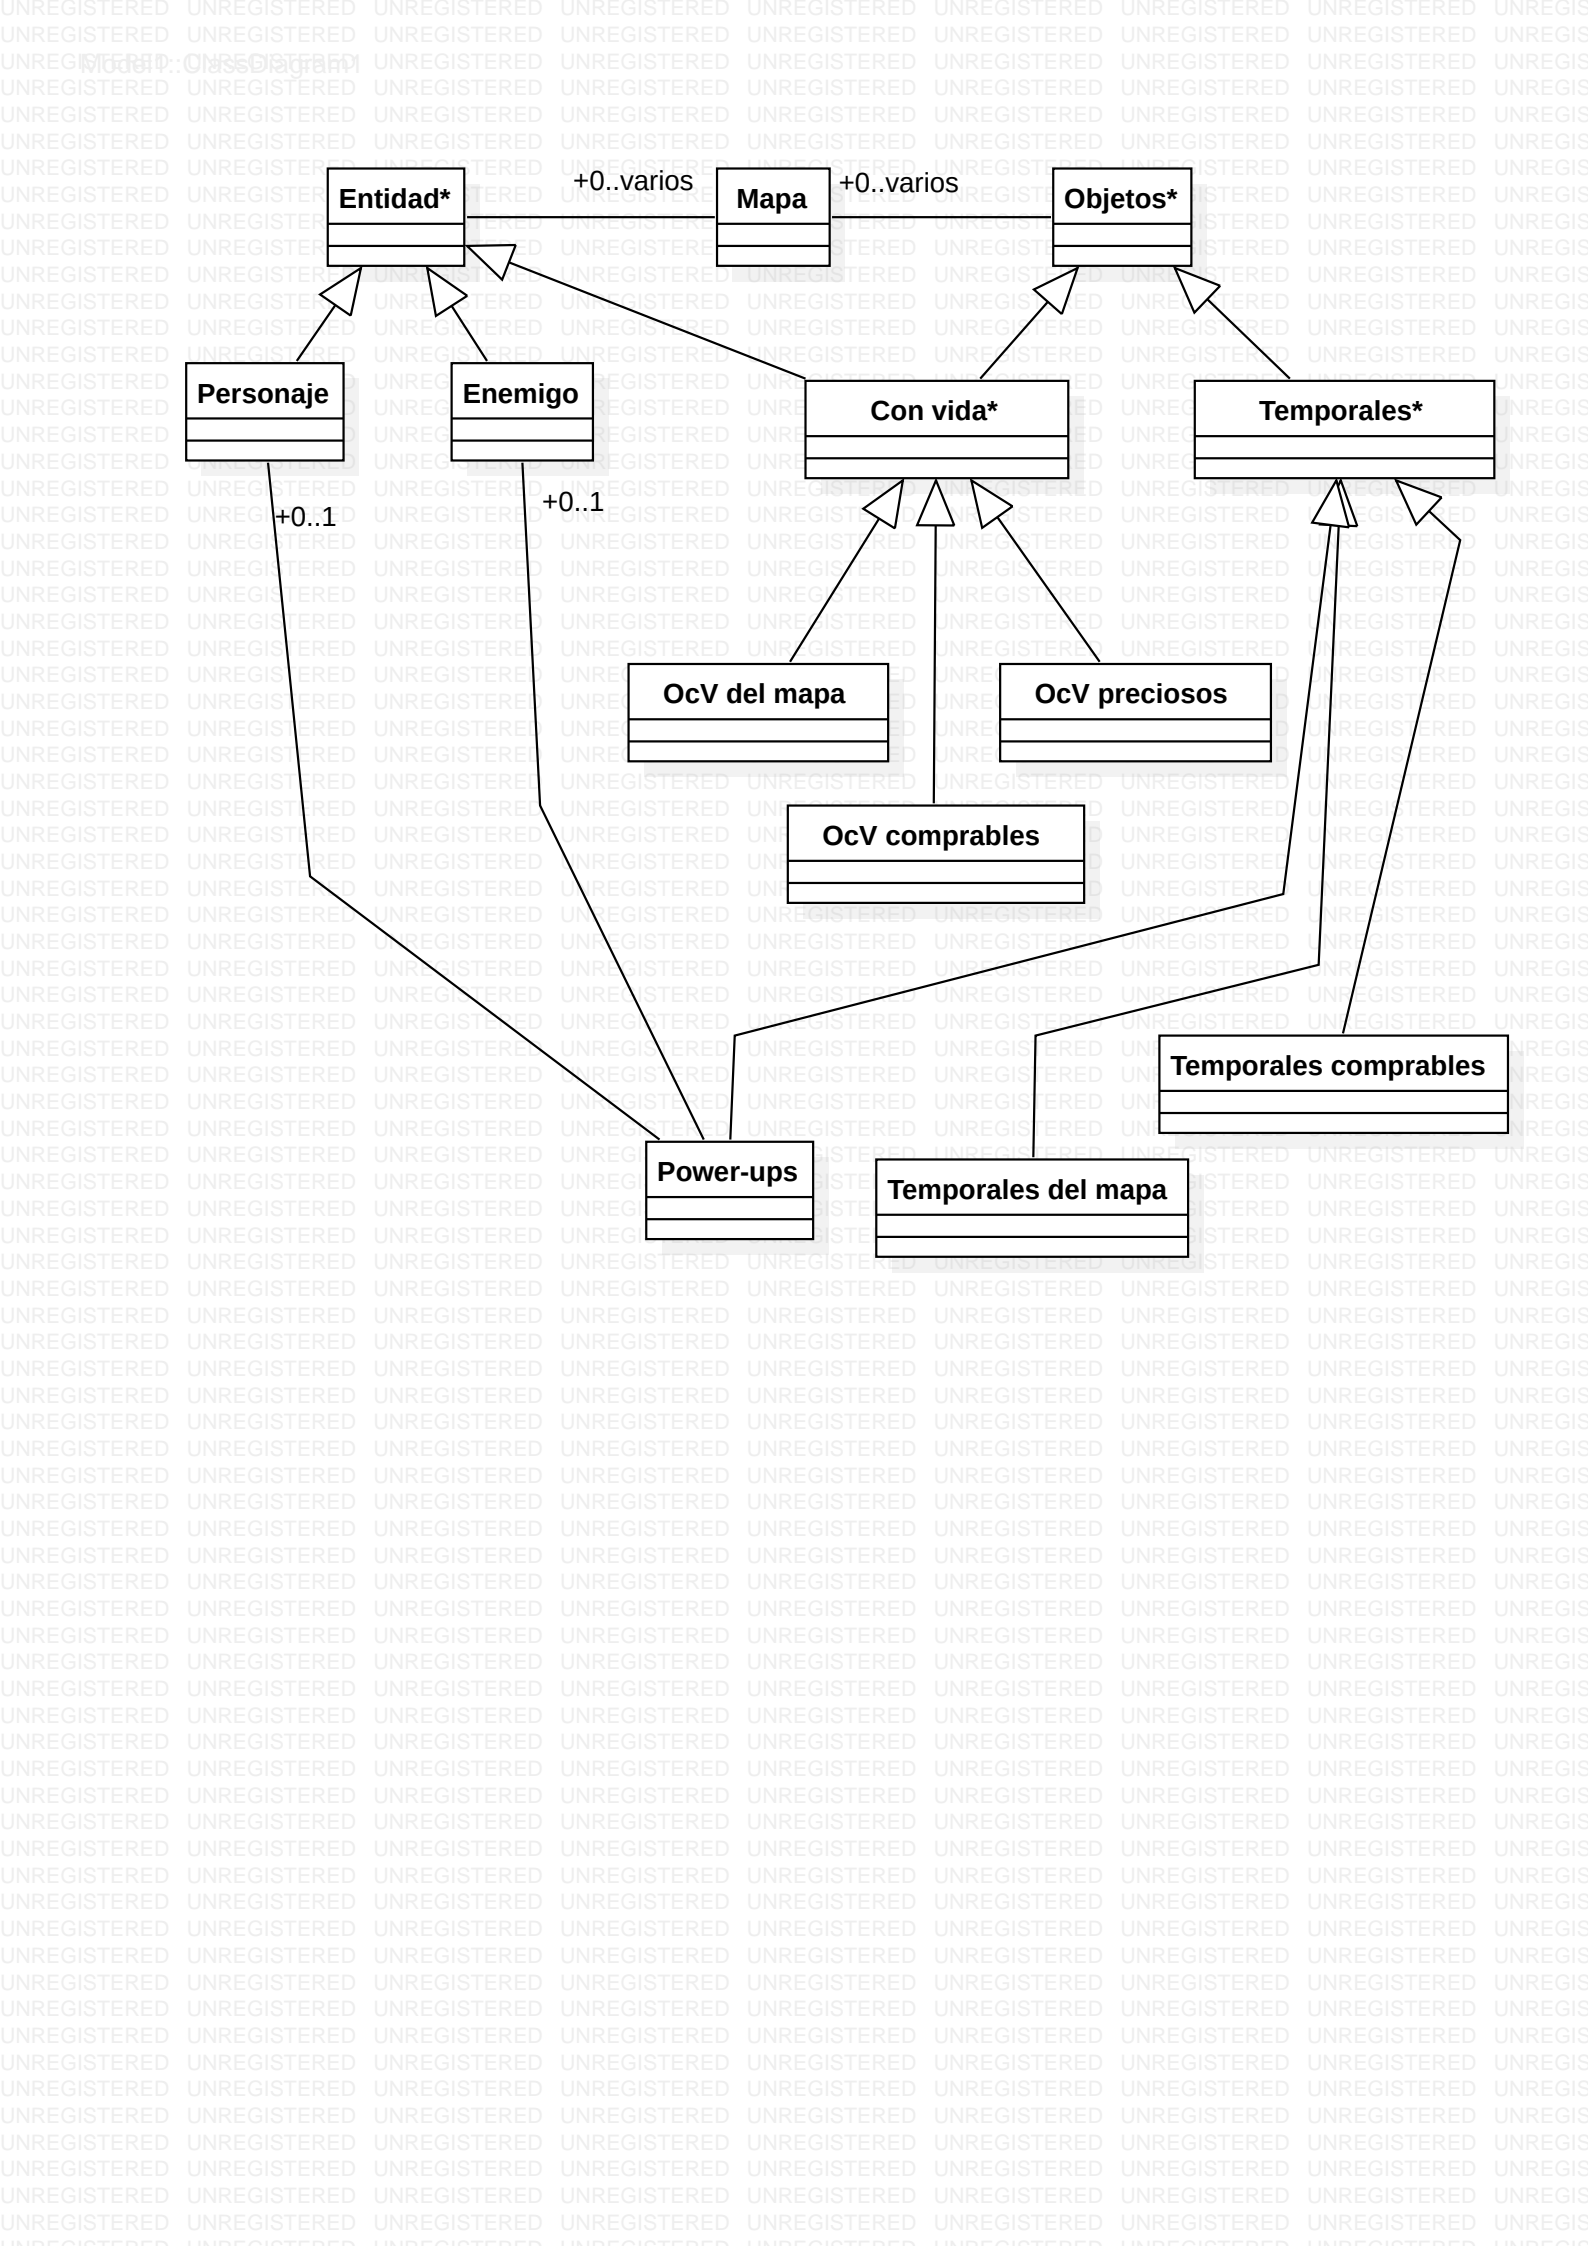 Model1::ClassDiagram1
Entidad*
+0..varios
Mapa
+0..varios
Objetos*
Personaje
Enemigo
Con vida*
Temporales*
+0..1
+0..1
OcV del mapa
OcV preciosos
OcV comprables
Temporales comprables
Power-ups
Temporales del mapa
UNREGISTERED